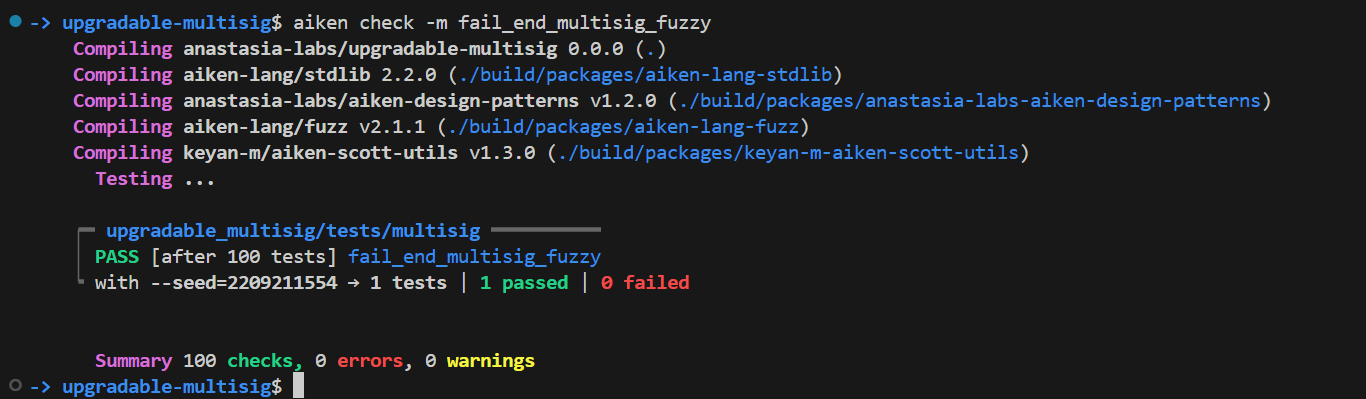 -> upgradable-multisig$ aiken check -m fail_end_multisig_fuzzy
Compiling anastasia-labs/upgradable-multisig 0.0.0 (.)
Compiling aiken-lang/stdlib 2.2.0 (./build/packages/aiken-lang-stdlib)
Compiling anastasia-labs/aiken-design-patterns v1.2.0 (./build/packages/anastasia-labs-aiken-design-patterns)
Compiling aiken-lang/fuzz v2.1.1 (./build/packages/aiken-lang-fuzz)
Compiling keyan-m/aiken-scott-utils v1.3.0 (./build/packages/keyan-m-aiken-scott-utils)
Testing ...
upgradable_multisig/tests/multisig
PASS [after 100 tests] fail_end_multisig_fuzzy
with --seed=2209211554 → 1 tests | 1 passed | 0 failed
Summary 100 checks, 0 errors, 0 warnings
-> upgradable-multisig$